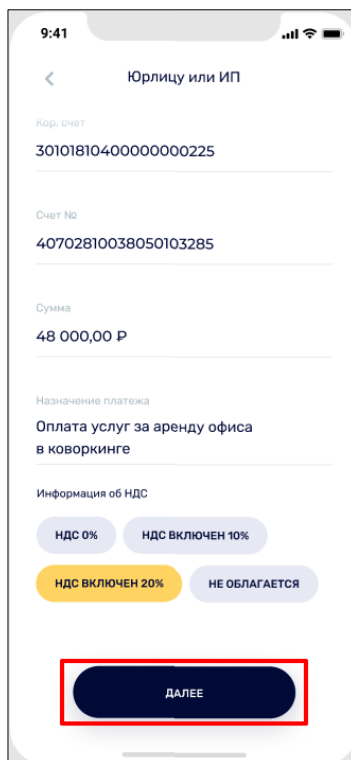 9:41
Юрлицу или ИП
Кор. счет
30101810400000000225
Счет №
40702810038050103285
Сумма
48 000,00 ₽
Назначение платежа
Оплата услуг за аренду офиса
в коворкинге
Информация об НДС
НДС 0%
НДС ВКЛЮЧЕН 10%
НДС ВКЛЮЧЕН 20%
НЕ ОБЛАГАЕТСЯ
ДАЛЕЕ